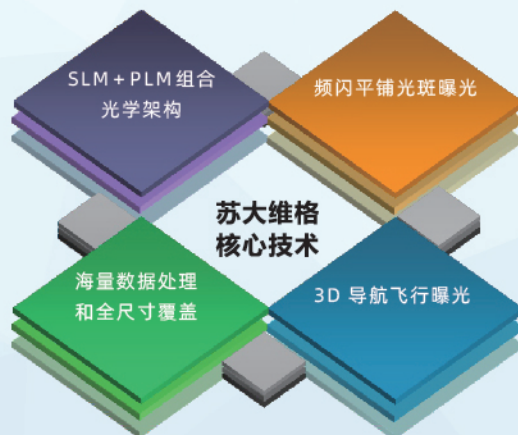 SLM+PLM组合
光学架构
频闪平铺光斑曝光
苏大维格
核心技术
海量数据处理
和全尺寸覆盖
3D 导航飞行曝光